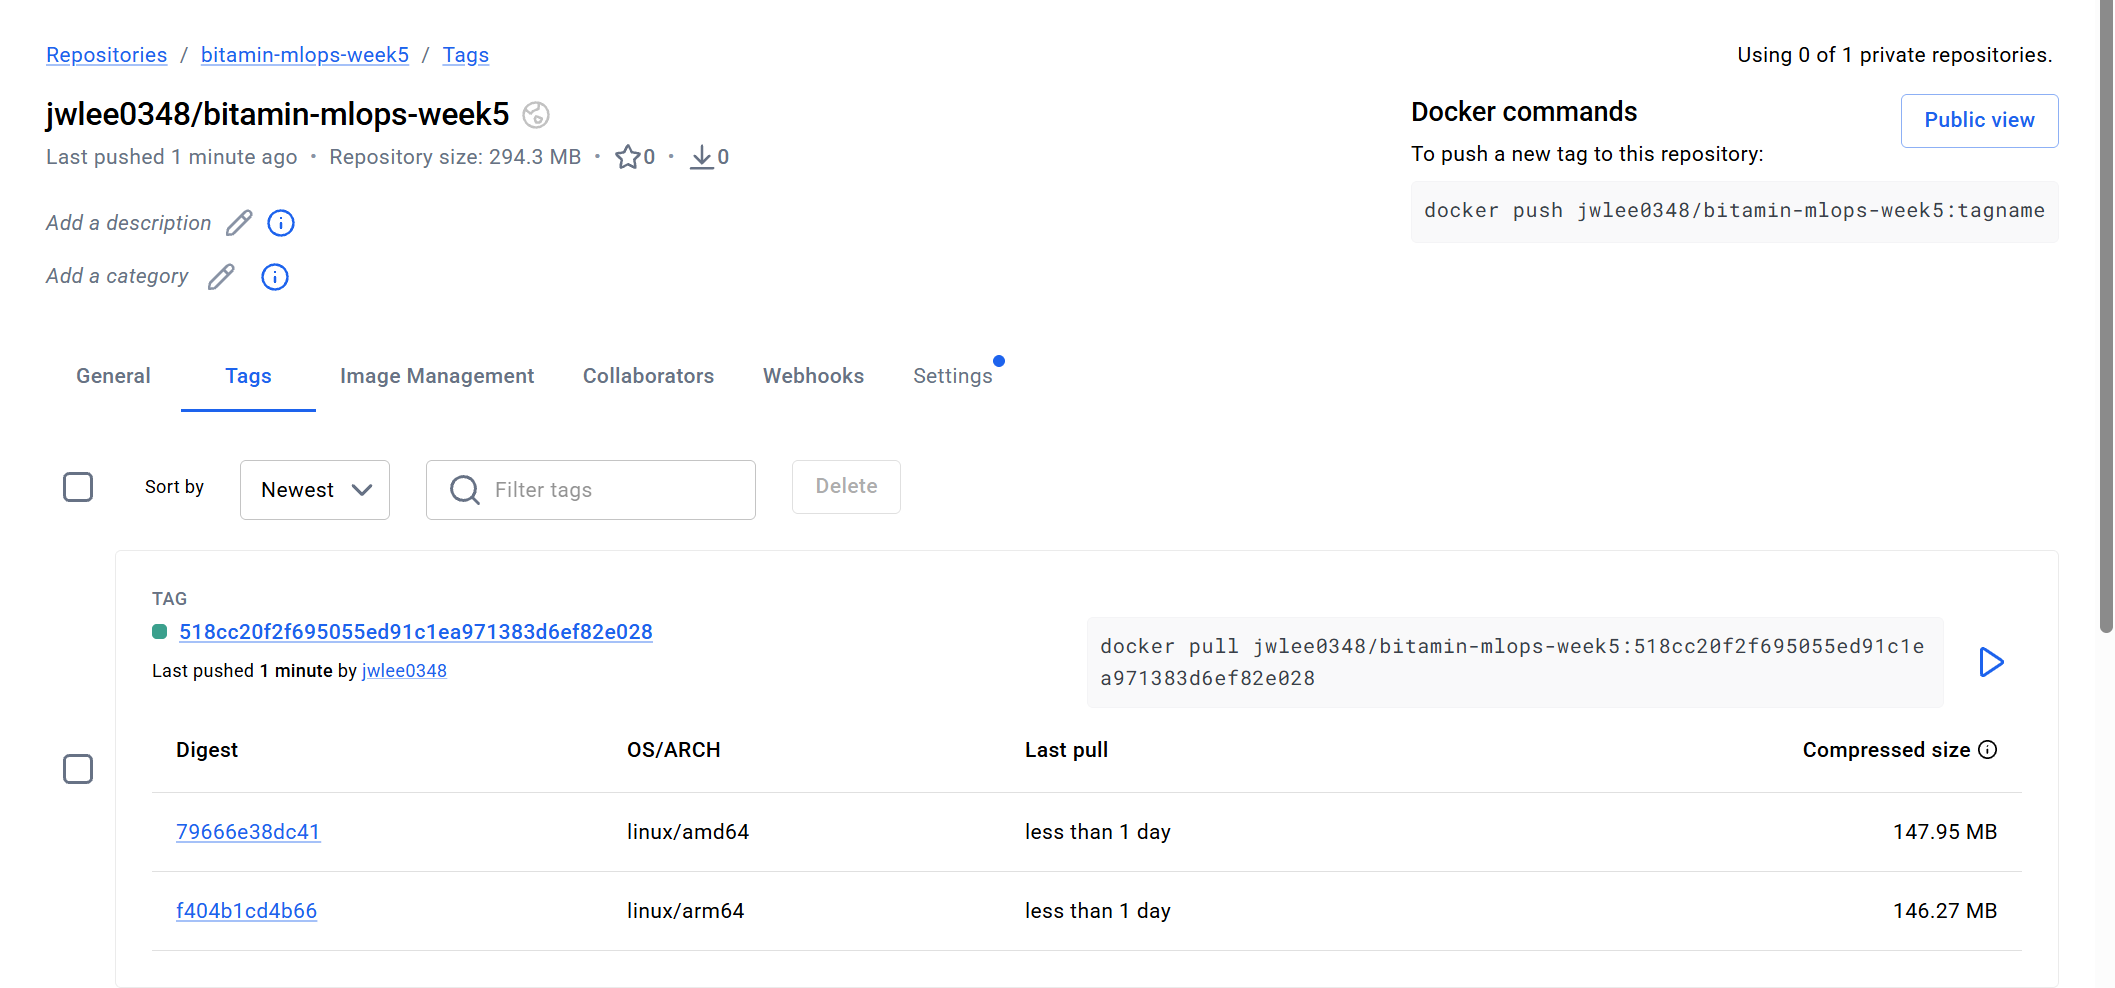 Repositories / bitamin-mlops-week5 / Tags
Using 0 of 1 private repositories.
jwlee0348/bitamin-mlops-week5
Last pushed 1 minute ago • Repository size: 294.3 MB • 0 • 0
Add a description
Add a category
Docker commands
Public view
To push a new tag to this repository:
docker push jwlee0348/bitamin-mlops-week5:tagname
General Tags Image Management Collaborators Webhooks Settings
Sort by Newest Filter tags Delete
TAG
518cc20f2f695055ed91c1ea971383d6ef82e028
Last pushed 1 minute by jwlee0348
docker pull jwlee0348/bitamin-mlops-week5:518cc20f2f695055ed91c1e
a971383d6ef82e028
Digest OS/ARCH Last pull Compressed size
79666e38dc41 linux/amd64 less than 1 day 147.95 MB
f404b1cd4b66 linux/arm64 less than 1 day 146.27 MB